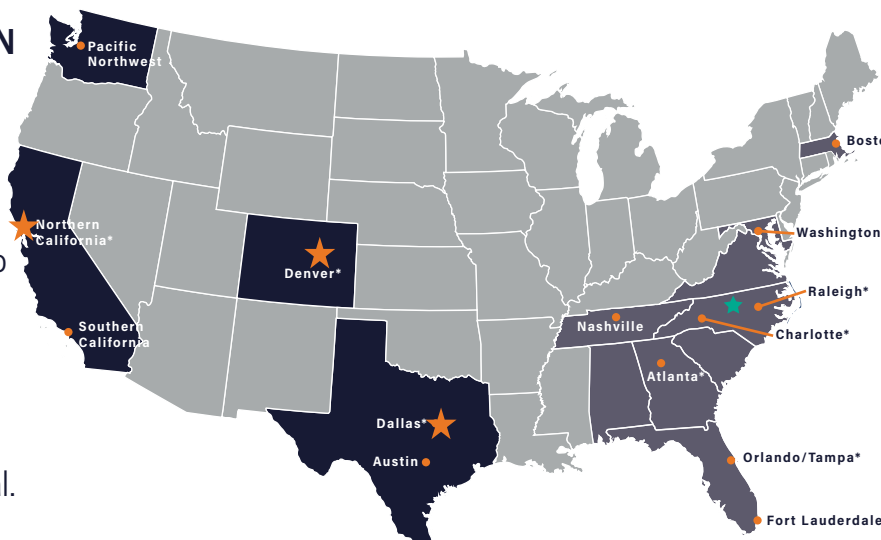 N
Pacific
Northwest
Northern
California*
Denver*
Southern
California
Dallas*
Austin
Nashville
Atlanta*
Washington
Raleigh*
Charlotte*
Orlando/Tampa*
Fort Lauderdale